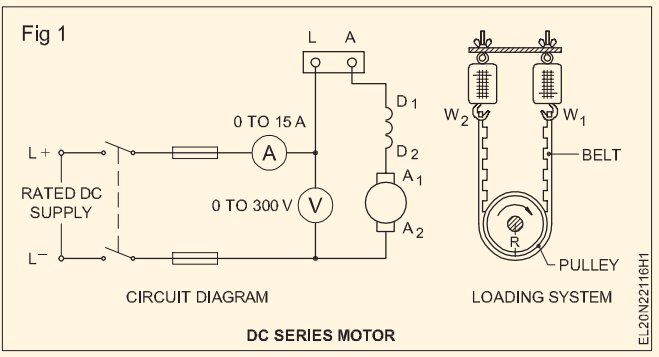 Fig 1
L A
D1
0 TO 15 A
D2
L+
A
A1
RATED DC
SUPPLY
0 TO 300 V
V
A2
L–
CIRCUIT DIAGRAM
W2 W1
BELT
R
PULLEY
LOADING SYSTEM
DC SERIES MOTOR
EL20N22116H1